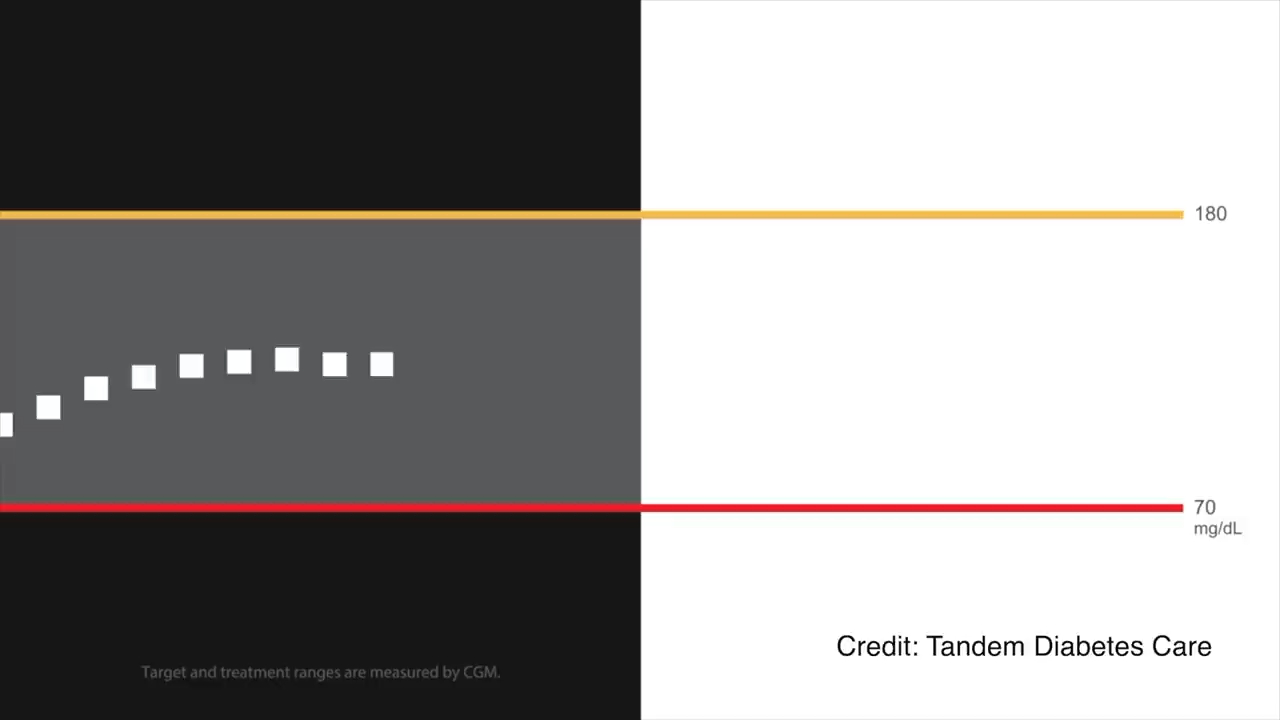 180
70
mg/dL
Credit: Tandem Diabetes Care
Target and treatment ranges are measured by CGM.